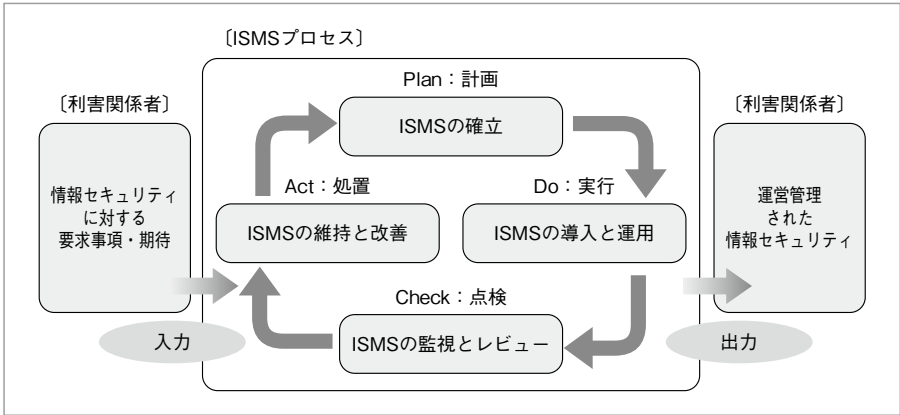 〔ISMSプロセス〕
〔利害関係者〕
情報セキュリティ
に対する
要求事項・期待
入力
Plan：計画
ISMSの確立
Act：処置
ISMSの維持と改善
Do：実行
ISMSの導入と運用
Check：点検
ISMSの監視とレビュー
〔利害関係者〕
運営管理
された
情報セキュリティ
出力